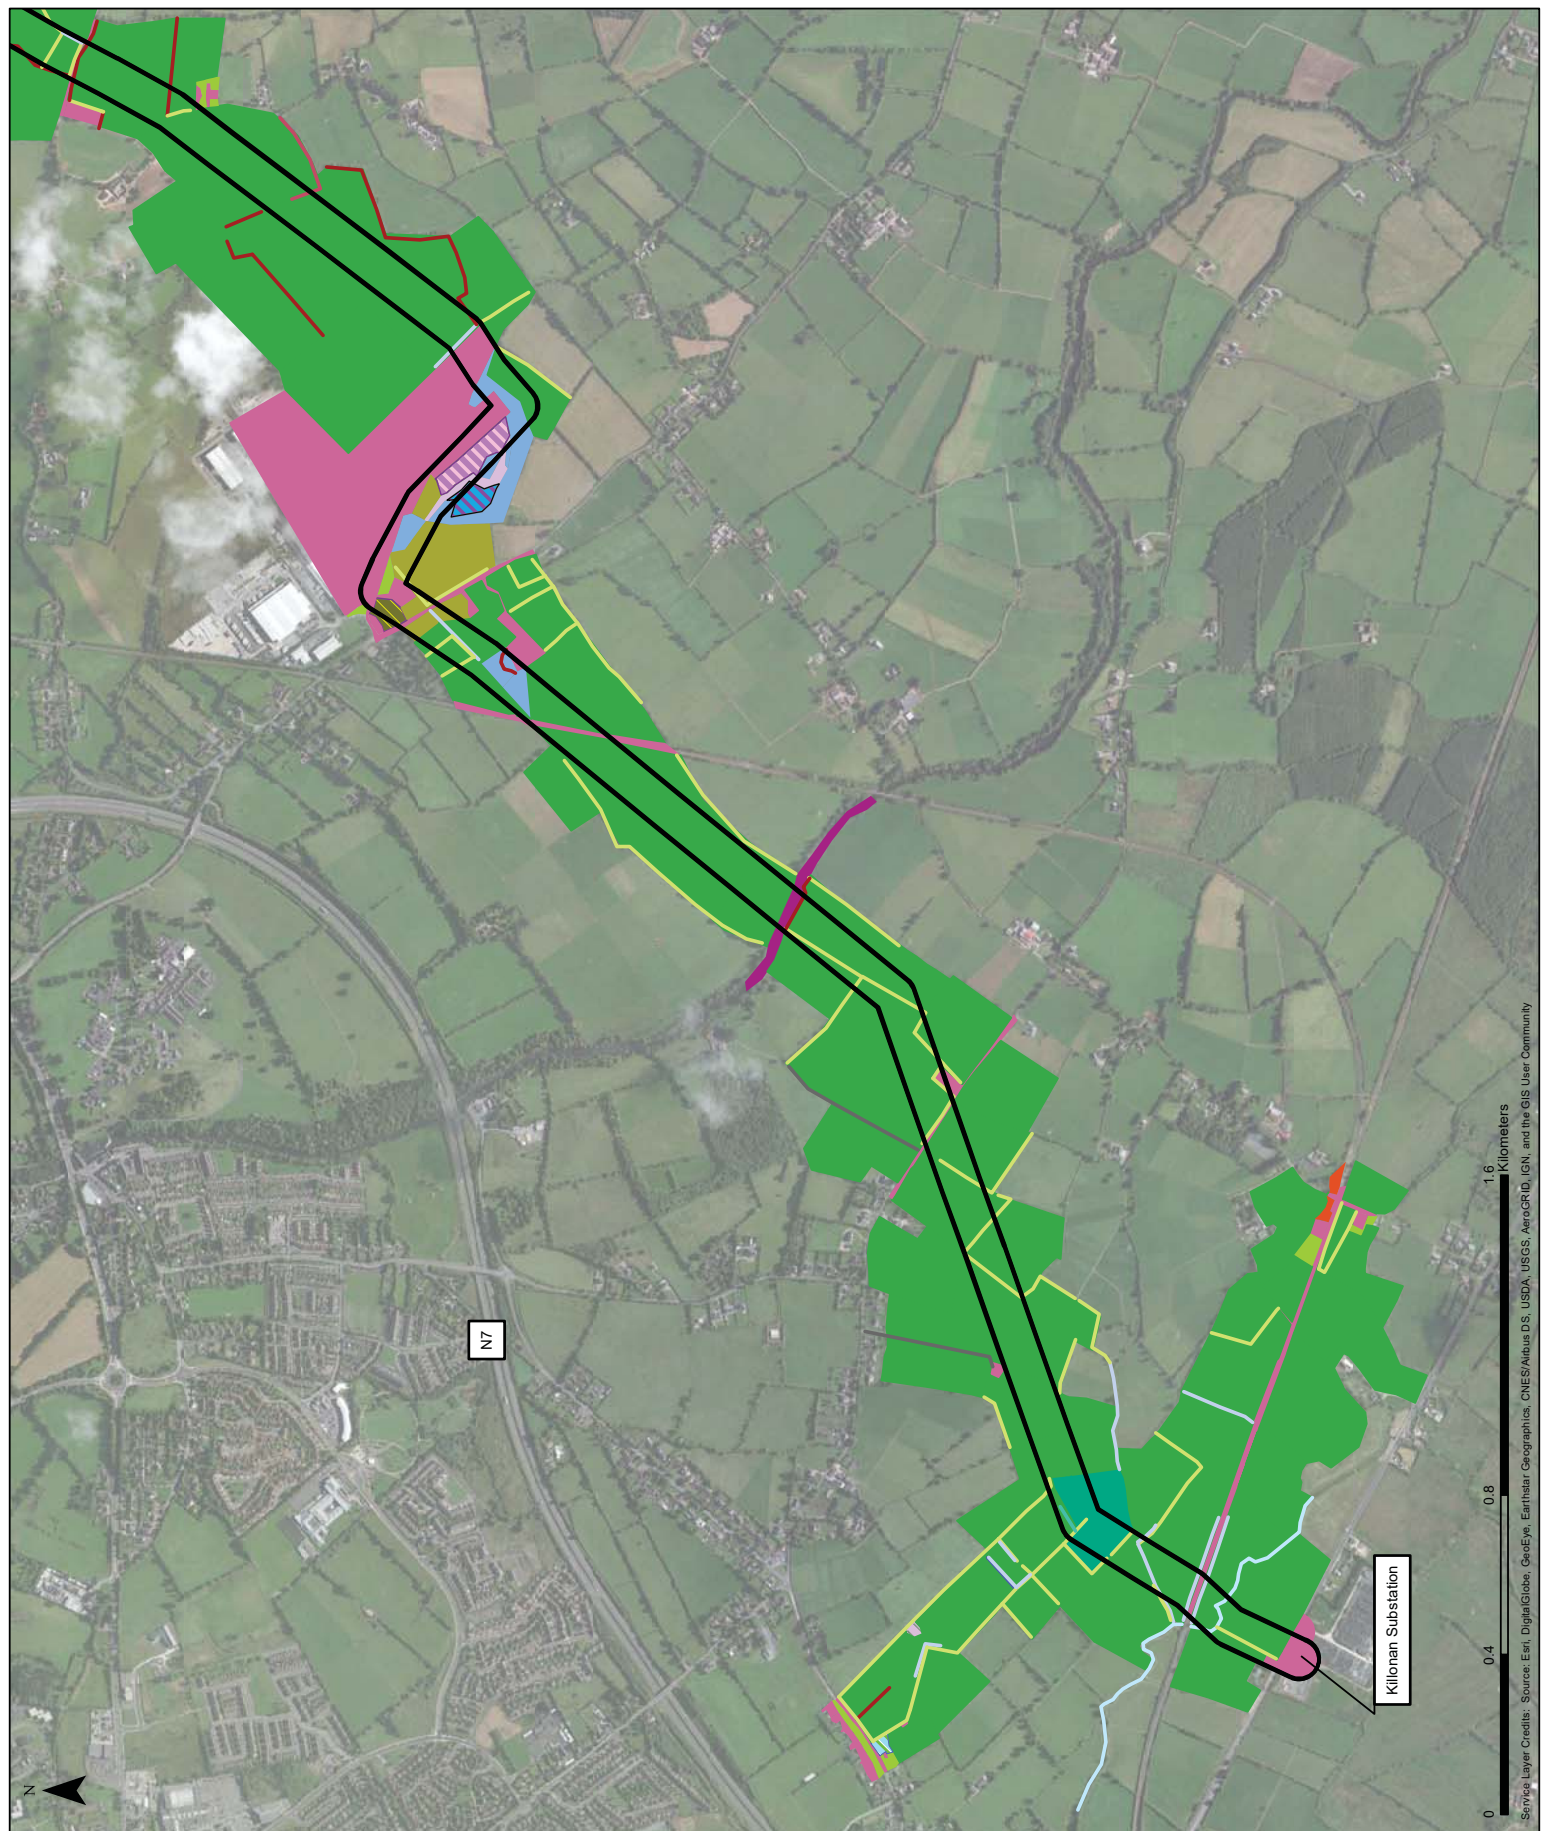 N
N7
Killonan Substation
0 0.4 0.8 1.6
Kilometers
Service Layer Credits: Source: Esri, DigitalGlobe, GeoEye, Earthstar Geographics, CNES/Airbus DS, USDA, USGS, AeroGRID, IGN, and the GIS User Community